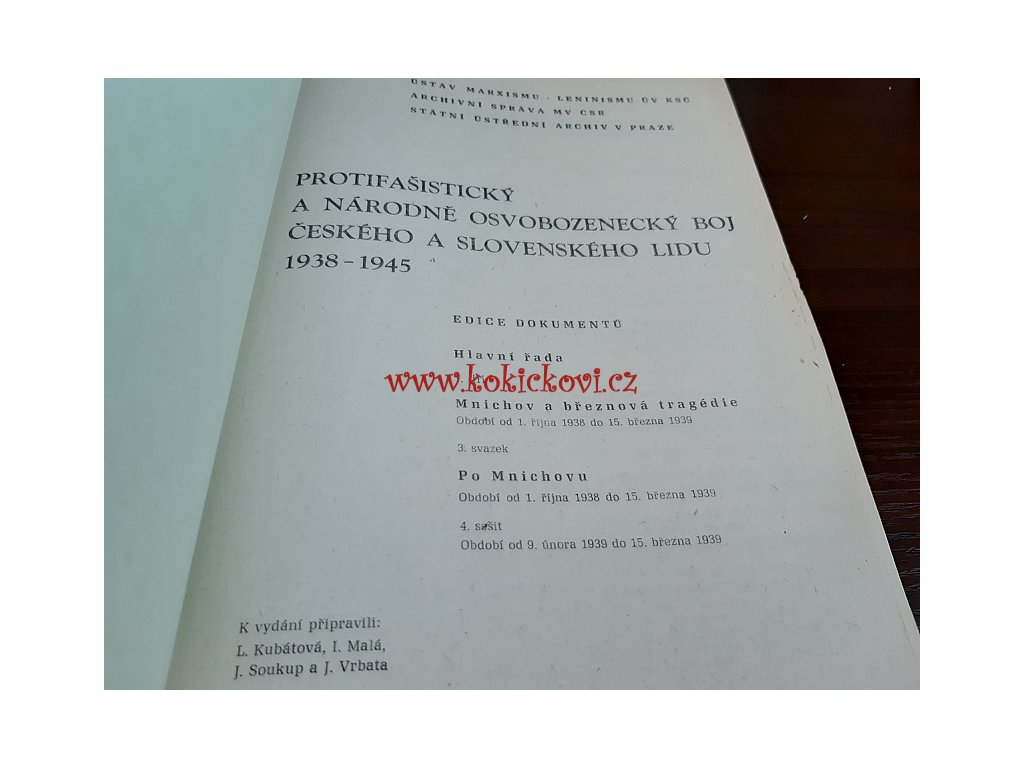 ÚSTAV MARXISMU - LENINISMU ÚV KSČ
ARCHIVNÍ SPRÁVA MV ČSR
STÁTNÍ ÚSTŘEDNÍ ARCHIV V PRAZE
PROTIFAŠISTICKÝ
A NÁRODNĚ OSVOBOZENECKÝ BOJ
ČESKÉHO A SLOVENSKÉHO LIDU
1938 – 1945
EDICE DOKUMENTŮ
Hlavní řada
www.kokickovi.cz
Mnichov a březnová tragédie
Období od 1. října 1938 do 15. března 1939
3. svazek
Po Mnichovu
Období od 1. října 1938 do 15. března 1939
4. sešit
Období od 9. února 1939 do 15. března 1939
K vydání připravili:
L. Kubátová, I. Malá,
J. Soukup a J. Vrbata